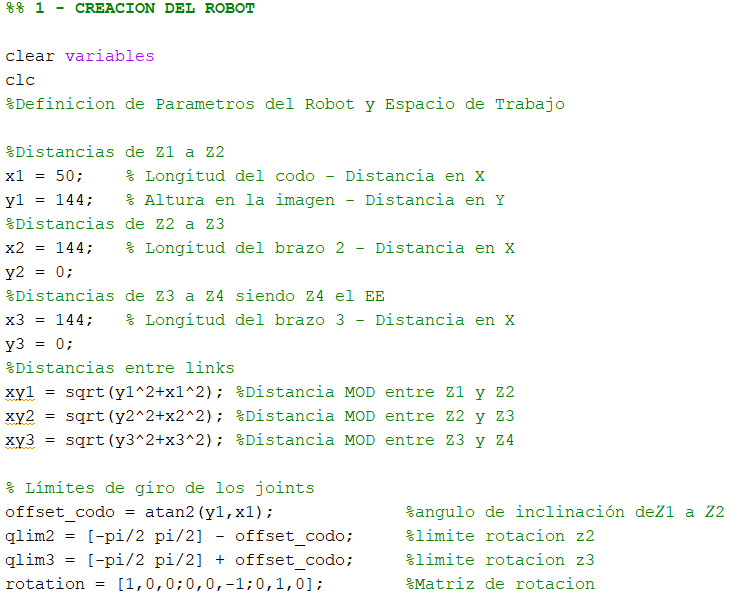 %% 1 - CREACION DEL ROBOT
clear variables
clc
%Definicion de Parametros del Robot y Espacio de Trabajo
%Distancias de Z1 a Z2
x1 = 50;    % Longitud del codo - Distancia en X
y1 = 144;   % Altura en la imagen - Distancia en Y
%Distancias de Z2 a Z3
x2 = 144;   % Longitud del brazo 2 - Distancia en X
y2 = 0;
%Distancias de Z3 a Z4 siendo Z4 el EE
x3 = 144;   % Longitud del brazo 3 - Distancia en X
y3 = 0;
%Distancias entre links
xy1 = sqrt(y1^2+x1^2); %Distancia MOD entre Z1 y Z2
xy2 = sqrt(y2^2+x2^2); %Distancia MOD entre Z2 y Z3
xy3 = sqrt(y3^2+x3^2); %Distancia MOD entre Z3 y Z4
% Límites de giro de los joints
offset_codo = atan2(y1,x1);             %angulo de inclinación deZ1 a Z2
qlim2 = [-pi/2 pi/2] - offset_codo;     %limite rotacion z2
qlim3 = [-pi/2 pi/2] + offset_codo;     %limite rotacion z3
rotation = [1,0,0;0,0,-1;0,1,0];        %Matriz de rotacion